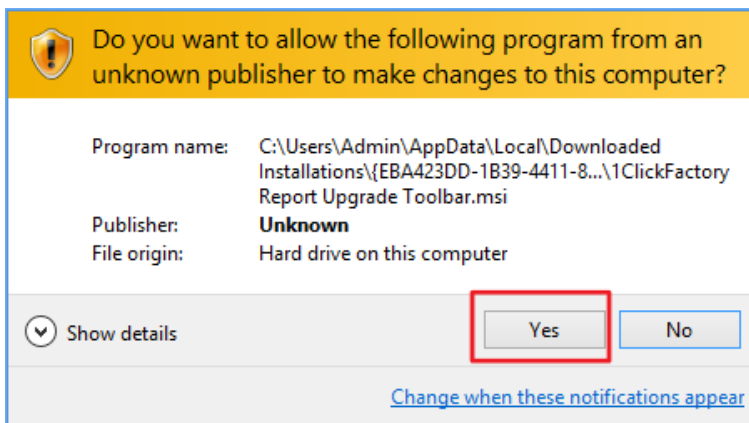 Do you want to allow the following program from an
unknown publisher to make changes to this computer?
Program name: C:\Users\Admin\AppData\Local\Downloaded
Installations\{EBA423DD-1B39-4411-8...\1ClickFactory
Report Upgrade Toolbar.msi
Publisher: Unknown
File origin: Hard drive on this computer
Show details Yes No
Change when these notifications appear